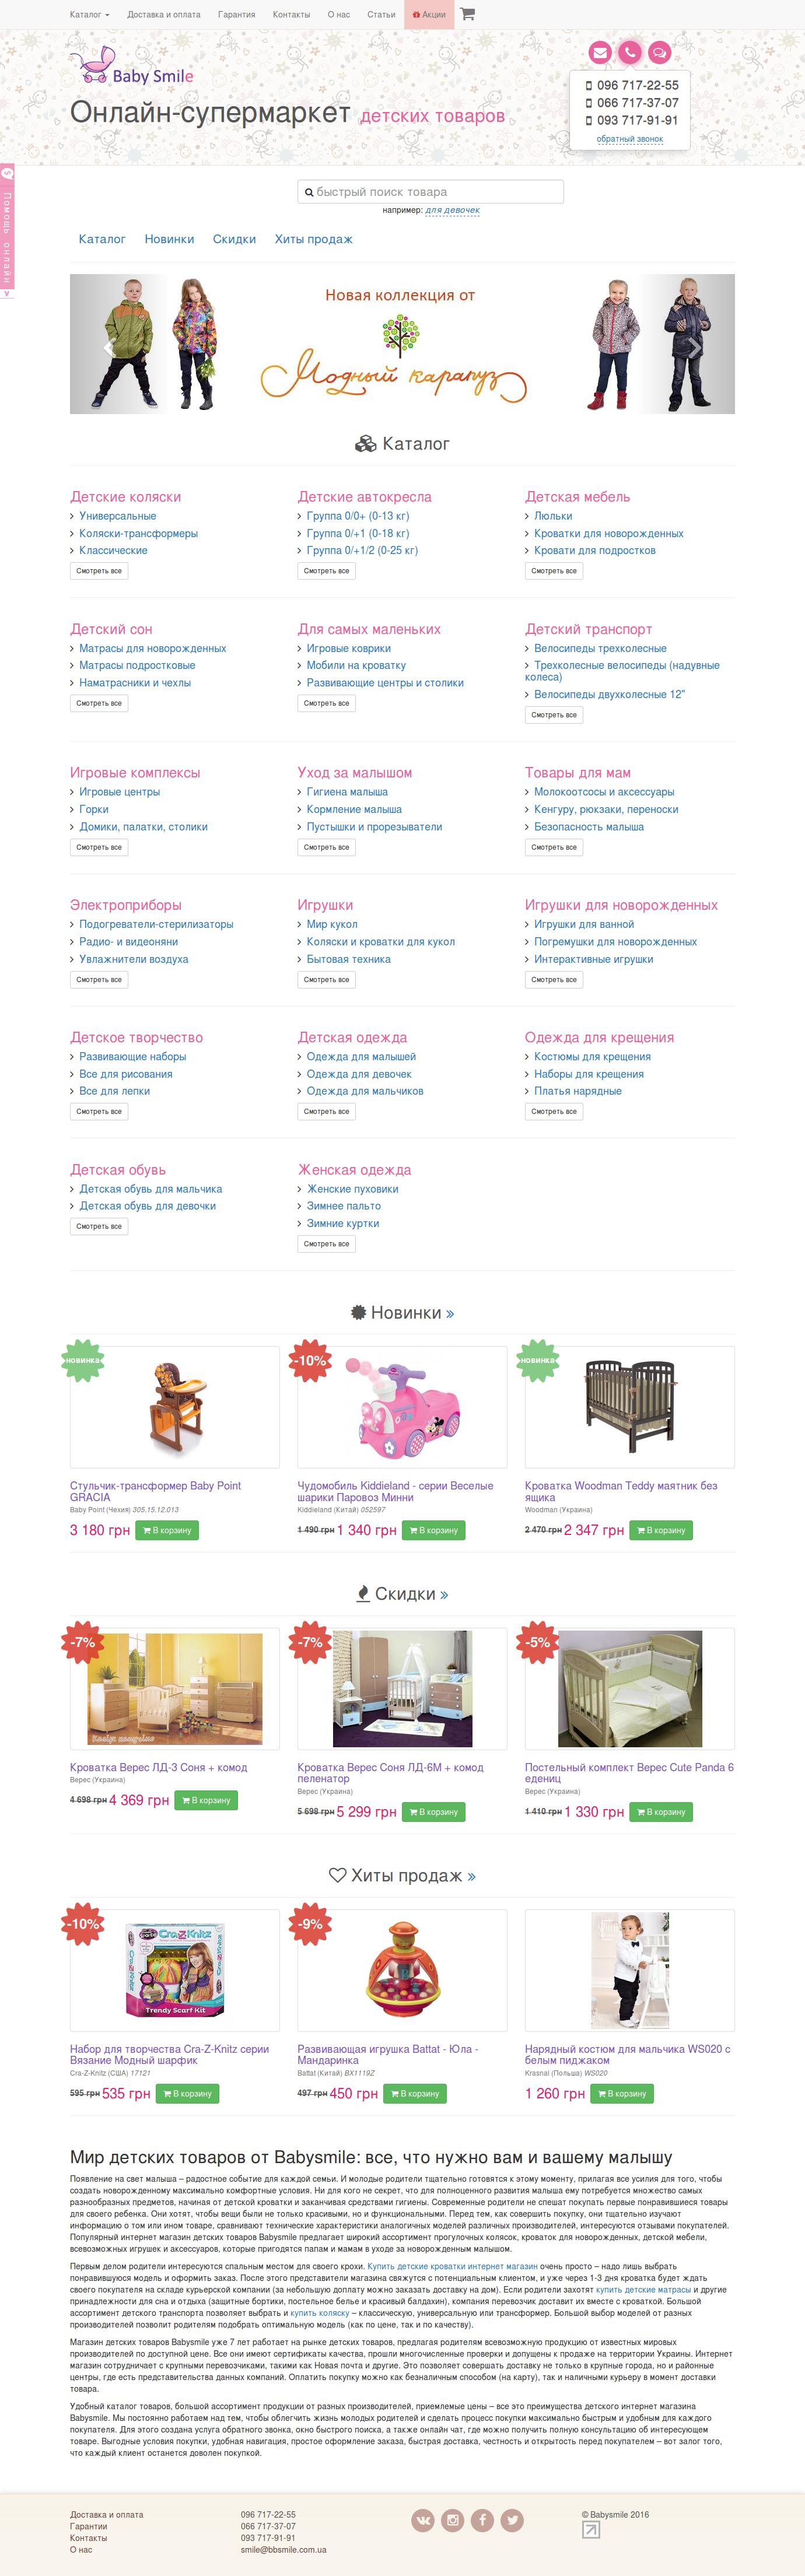 Каталог
Доставка и оплата
Гарантия
Контакты
О нас
Статьи
Акции
Baby Smile
Онлайн-супермаркет детских товаров
096 717-22-55
066 717-37-07
093 717-91-91
обратный звонок
Помощь онлайн
быстрый поиск товара
например: для девочек
Каталог
Новинки
Скидки
Хиты продаж
Новая коллекция от
Модный карапуз
Каталог
Детские коляски
Универсальные
Коляски-трансформеры
Классические
Смотреть все
Детские автокресла
Группа 0/0+ (0-13 кг)
Группа 0/+1 (0-18 кг)
Группа 0/+1/2 (0-25 кг)
Смотреть все
Детская мебель
Люльки
Кроватки для новорожденных
Кровати для подростков
Смотреть все
Детский сон
Матрасы для новорожденных
Матрасы подростковые
Наматрасники и чехлы
Смотреть все
Для самых маленьких
Игровые коврики
Мобили на кроватку
Развивающие центры и столики
Смотреть все
Детский транспорт
Велосипеды трехколесные
Трехколесные велосипеды (надувные
колеса)
Велосипеды двухколесные 12"
Смотреть все
Игровые комплексы
Игровые центры
Горки
Домики, палатки, столики
Смотреть все
Уход за малышом
Гигиена малыша
Кормление малыша
Пустышки и прорезыватели
Смотреть все
Товары для мам
Молокоотсосы и аксессуары
Кенгуру, рюкзаки, переноски
Безопасность малыша
Смотреть все
Электроприборы
Подогреватели-стерилизаторы
Радио- и видеоняни
Увлажнители воздуха
Смотреть все
Игрушки
Мир кукол
Коляски и кроватки для кукол
Бытовая техника
Смотреть все
Игрушки для новорожденных
Игрушки для ванной
Погремушки для новорожденных
Интерактивные игрушки
Смотреть все
Детское творчество
Развивающие наборы
Все для рисования
Все для лепки
Смотреть все
Детская одежда
Одежда для малышей
Одежда для девочек
Одежда для мальчиков
Смотреть все
Одежда для крещения
Костюмы для крещения
Наборы для крещения
Платья нарядные
Смотреть все
Детская обувь
Детская обувь для мальчика
Детская обувь для девочки
Смотреть все
Женская одежда
Женские пуховики
Зимнее пальто
Зимние куртки
Смотреть все
Новинки »
новинка
Стульчик-трансформер Baby Point
GRACIA
Baby Point (Чехия) 305.15.12.013
3 180 грн В корзину
-10%
Чудомобиль Kiddieland - серии Веселые
шарики Паровоз Минни
Kiddieland (Китай) 052597
1 490 грн 1 340 грн В корзину
новинка
Кроватка Woodman Teddy маятник без
ящика
Woodman (Украина)
2 470 грн 2 347 грн В корзину
Скидки »
-7%
Кроватка Верес ЛД-3 Соня + комод
Верес (Украина)
4 698 грн 4 369 грн В корзину
-7%
Кроватка Верес Соня ЛД-6М + комод
пеленатор
Верес (Украина)
5 698 грн 5 299 грн В корзину
-5%
Постельный комплект Верес Cute Panda 6
едениц
Верес (Украина)
1 410 грн 1 330 грн В корзину
Хиты продаж »
-10%
Cra-Z-Knitz
Trendy Scarf Kit
Набор для творчества Cra-Z-Knitz серии
Вязание Модный шарфик
Cra-Z-Knitz (США) 17121
595 грн 535 грн В корзину
-9%
Развивающая игрушка Battat - Юла -
Мандаринка
Battat (Китай) BX1119Z
497 грн 450 грн В корзину
Нарядный костюм для мальчика WS020 с
белым пиджаком
Krasnal (Польша) WS020
1 260 грн В корзину
Мир детских товаров от Babysmile: все, что нужно вам и вашему малышу
Появление на свет малыша – радостное событие для каждой семьи. И молодые родители тщательно готовятся к этому моменту, прилагая все усилия для того, чтобы
создать новорожденному максимально комфортные условия. Ни для кого не секрет, что для полноценного развития малыша ему потребуется множество самых
разнообразных предметов, начиная от детской кроватки и заканчивая средствами гигиены. Современные родители не спешат покупать первые понравившиеся товары
для своего ребенка. Они хотят, чтобы вещи были не только красивыми, но и функциональными. Перед тем, как совершить покупку, они тщательно изучают
информацию о том или ином товаре, сравнивают технические характеристики аналогичных моделей различных производителей, интересуются отзывами покупателей.
Популярный интернет магазин детских товаров Babysmile предлагает широкий ассортимент прогулочных колясок, кроваток для новорожденных, детской мебели,
всевозможных игрушек и аксессуаров, которые пригодятся папам и мамам в уходе за новорожденным малышом.
Первым делом родители интересуются спальным местом для своего крохи. Купить детские кроватки интернет магазин очень просто – надо лишь выбрать
понравившуюся модель и оформить заказ. После этого представители магазина свяжутся с потенциальным клиентом, и уже через 1-3 дня кроватка будет ждать
своего покупателя на складе курьерской компании (за небольшую доплату можно заказать доставку на дом). Если родители захотят купить детские матрасы и другие
принадлежности для сна и отдыха (защитные бортики, постельное белье и красивый балдахин), компания перевозчик доставит их вместе с кроваткой. Большой
ассортимент детского транспорта позволяет выбрать и купить коляску – классическую, универсальную или трансформер. Большой выбор моделей от разных
производителей позволит родителям подобрать оптимальную модель (как по цене, так и по качеству).
Магазин детских товаров Babysmile уже 7 лет работает на рынке детских товаров, предлагая родителям всевозможную продукцию от известных мировых
производителей по доступной цене. Все они имеют сертификаты качества, прошли многочисленные проверки и допущены к продаже на территории Украины. Интернет
магазин сотрудничает с крупными перевозчиками, такими как Новая почта и другие. Это позволяет совершать доставку не только в крупные города, но и районные
центры, где есть представительства данных компаний. Оплатить покупку можно как безналичным способом (на карту), так и наличными курьеру в момент доставки
товара.
Удобный каталог товаров, большой ассортимент продукции от разных производителей, приемлемые цены – все это преимущества детского интернет магазина
Babysmile. Мы постоянно работаем над тем, чтобы облегчить жизнь молодых родителей и сделать процесс покупки максимально быстрым и удобным для каждого
покупателя. Для этого создана услуга обратного звонка, окно быстрого поиска, а также онлайн чат, где можно получить полную консультацию об интересующем
товаре. Выгодные условия покупки, удобная навигация, простое оформление заказа, быстрая доставка, честность и открытость перед покупателем – вот залог того,
что каждый клиент останется доволен покупкой.
Доставка и оплата
Гарантии
Контакты
О нас
096 717-22-55
066 717-37-07
093 717-91-91
smile@bbsmile.com.ua
© Babysmile 2016